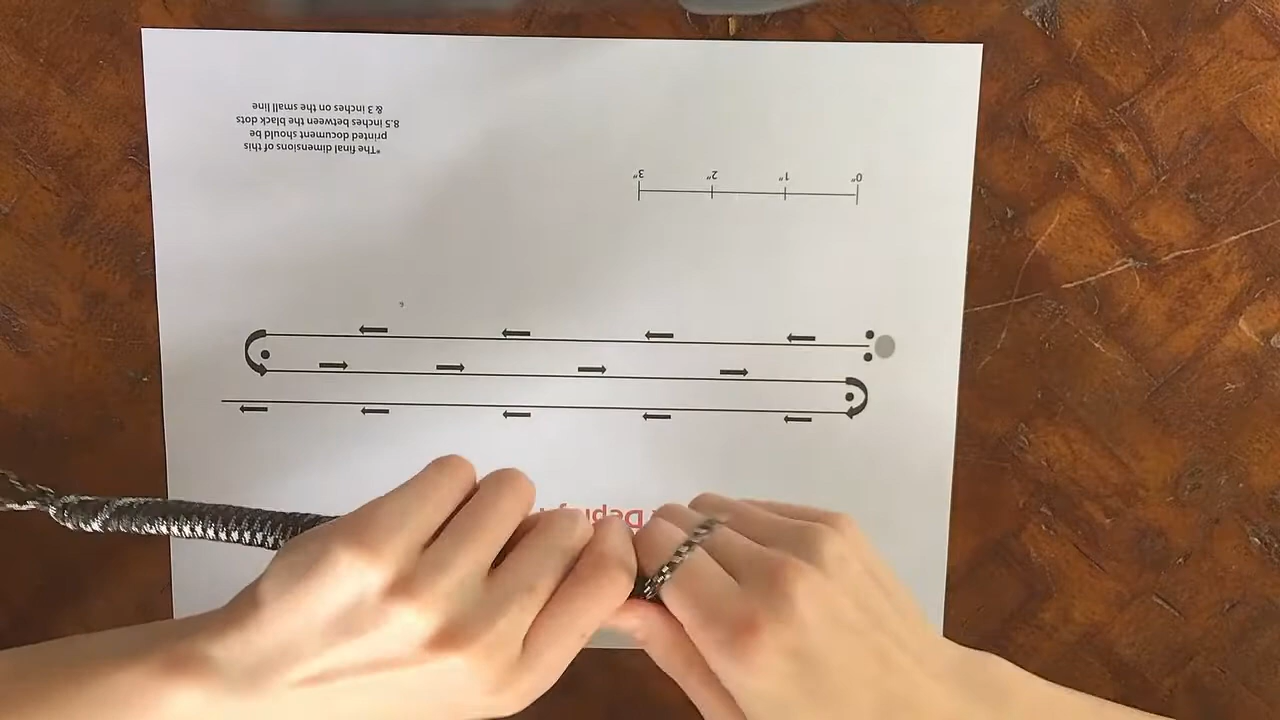 *The final dimensions of this
printed document should be
8.5 inches between the black dots
& 3 inches on the small line
0" 1" 2" 3"